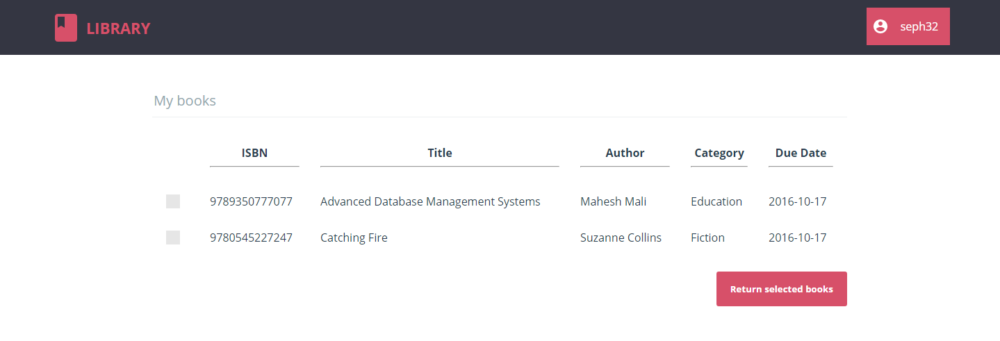 LIBRARY
seph32
My books
ISBN Title Author Category Due Date
9789350777077 Advanced Database Management Systems Mahesh Mali Education 2016-10-17
9780545227247 Catching Fire Suzanne Collins Fiction 2016-10-17
Return selected books